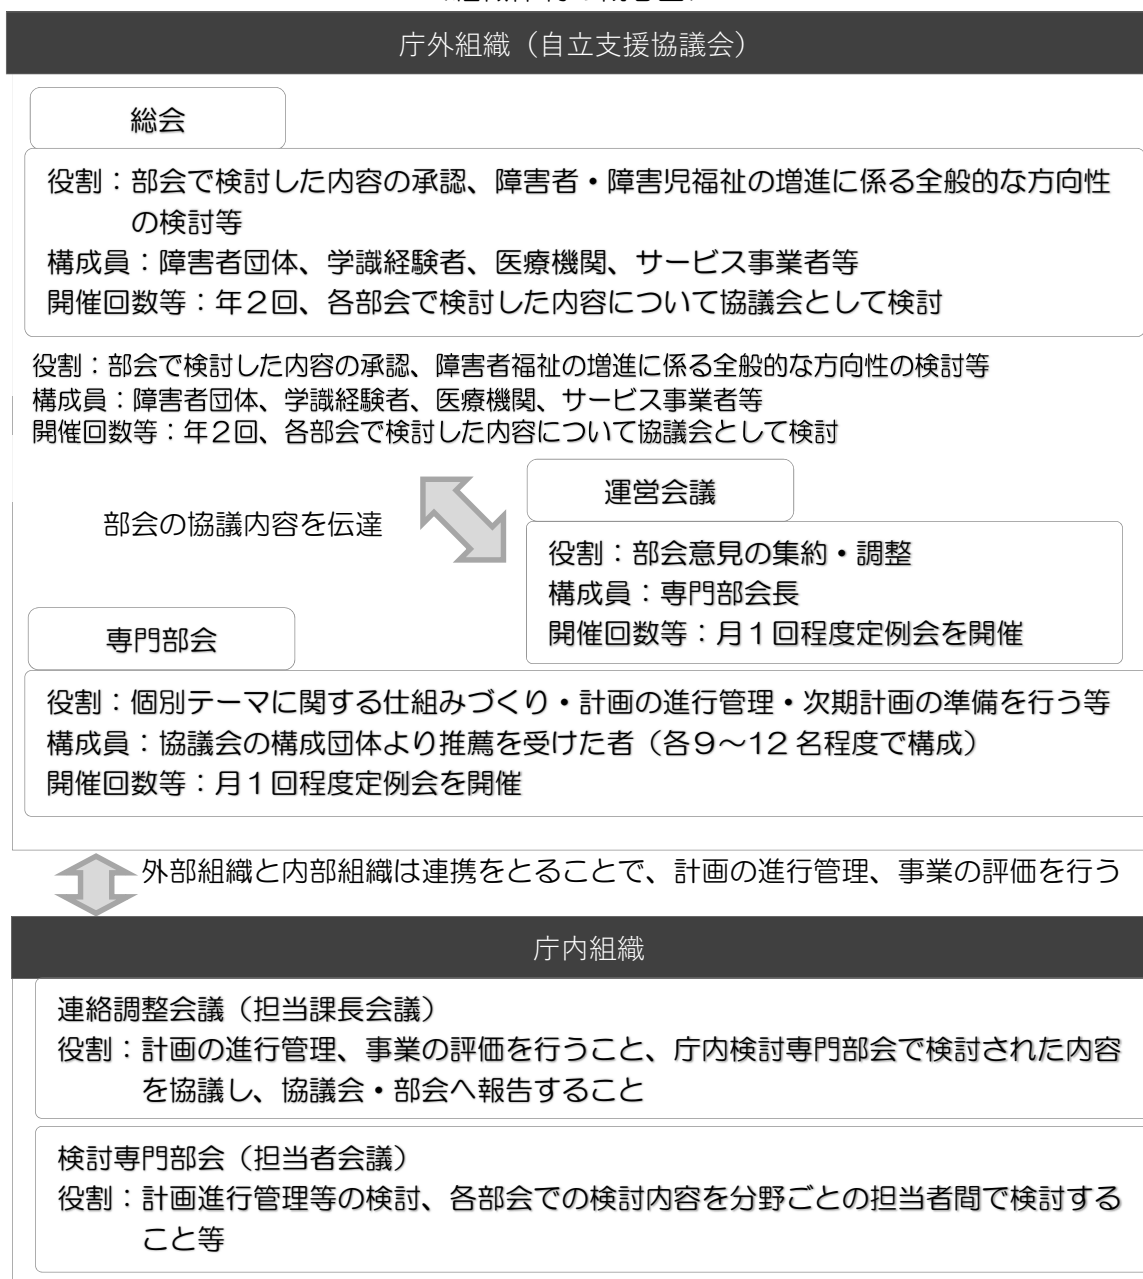 庁外組織（自立支援協議会）
総会
役割：部会で検討した内容の承認、障害者・障害児福祉の増進に係る全般的な方向性
の検討等
構成員：障害者団体、学識経験者、医療機関、サービス事業者等
開催回数等：年２回、各部会で検討した内容について協議会として検討
役割：部会で検討した内容の承認、障害者福祉の増進に係る全般的な方向性の検討等
構成員：障害者団体、学識経験者、医療機関、サービス事業者等
開催回数等：年２回、各部会で検討した内容について協議会として検討
部会の協議内容を伝達
運営会議
役割：部会意見の集約・調整
構成員：専門部会長
開催回数等：月１回程度定例会を開催
専門部会
役割：個別テーマに関する仕組みづくり・計画の進行管理・次期計画の準備を行う等
構成員：協議会の構成団体より推薦を受けた者（各９～12 名程度で構成）
開催回数等：月１回程度定例会を開催
外部組織と内部組織は連携をとることで、計画の進行管理、事業の評価を行う
庁内組織
連絡調整会議（担当課長会議）
役割：計画の進行管理、事業の評価を行うこと、庁内検討専門部会で検討された内容
を協議し、協議会・部会へ報告すること
検討専門部会（担当者会議）
役割：計画進行管理等の検討、各部会での検討内容を分野ごとの担当者間で検討する
こと等